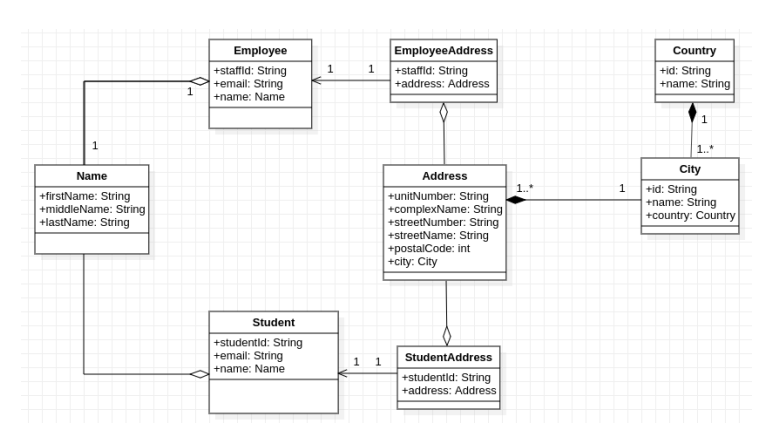 Employee
+staffId: String
+email: String
+name: Name
1
1
EmployeeAddress
+staffId: String
+address: Address
Country
+id: String
+name: String
1
1
1
1..*
Name
+firstName: String
+middleName: String
+lastName: String
Address
+unitNumber: String
+complexName: String
+streetNumber: String
+streetName: String
+postalCode: int
+city: City
1..*
1
City
+id: String
+name: String
+country: Country
Student
+studentId: String
+email: String
+name: Name
1
1
StudentAddress
+studentId: String
+address: Address